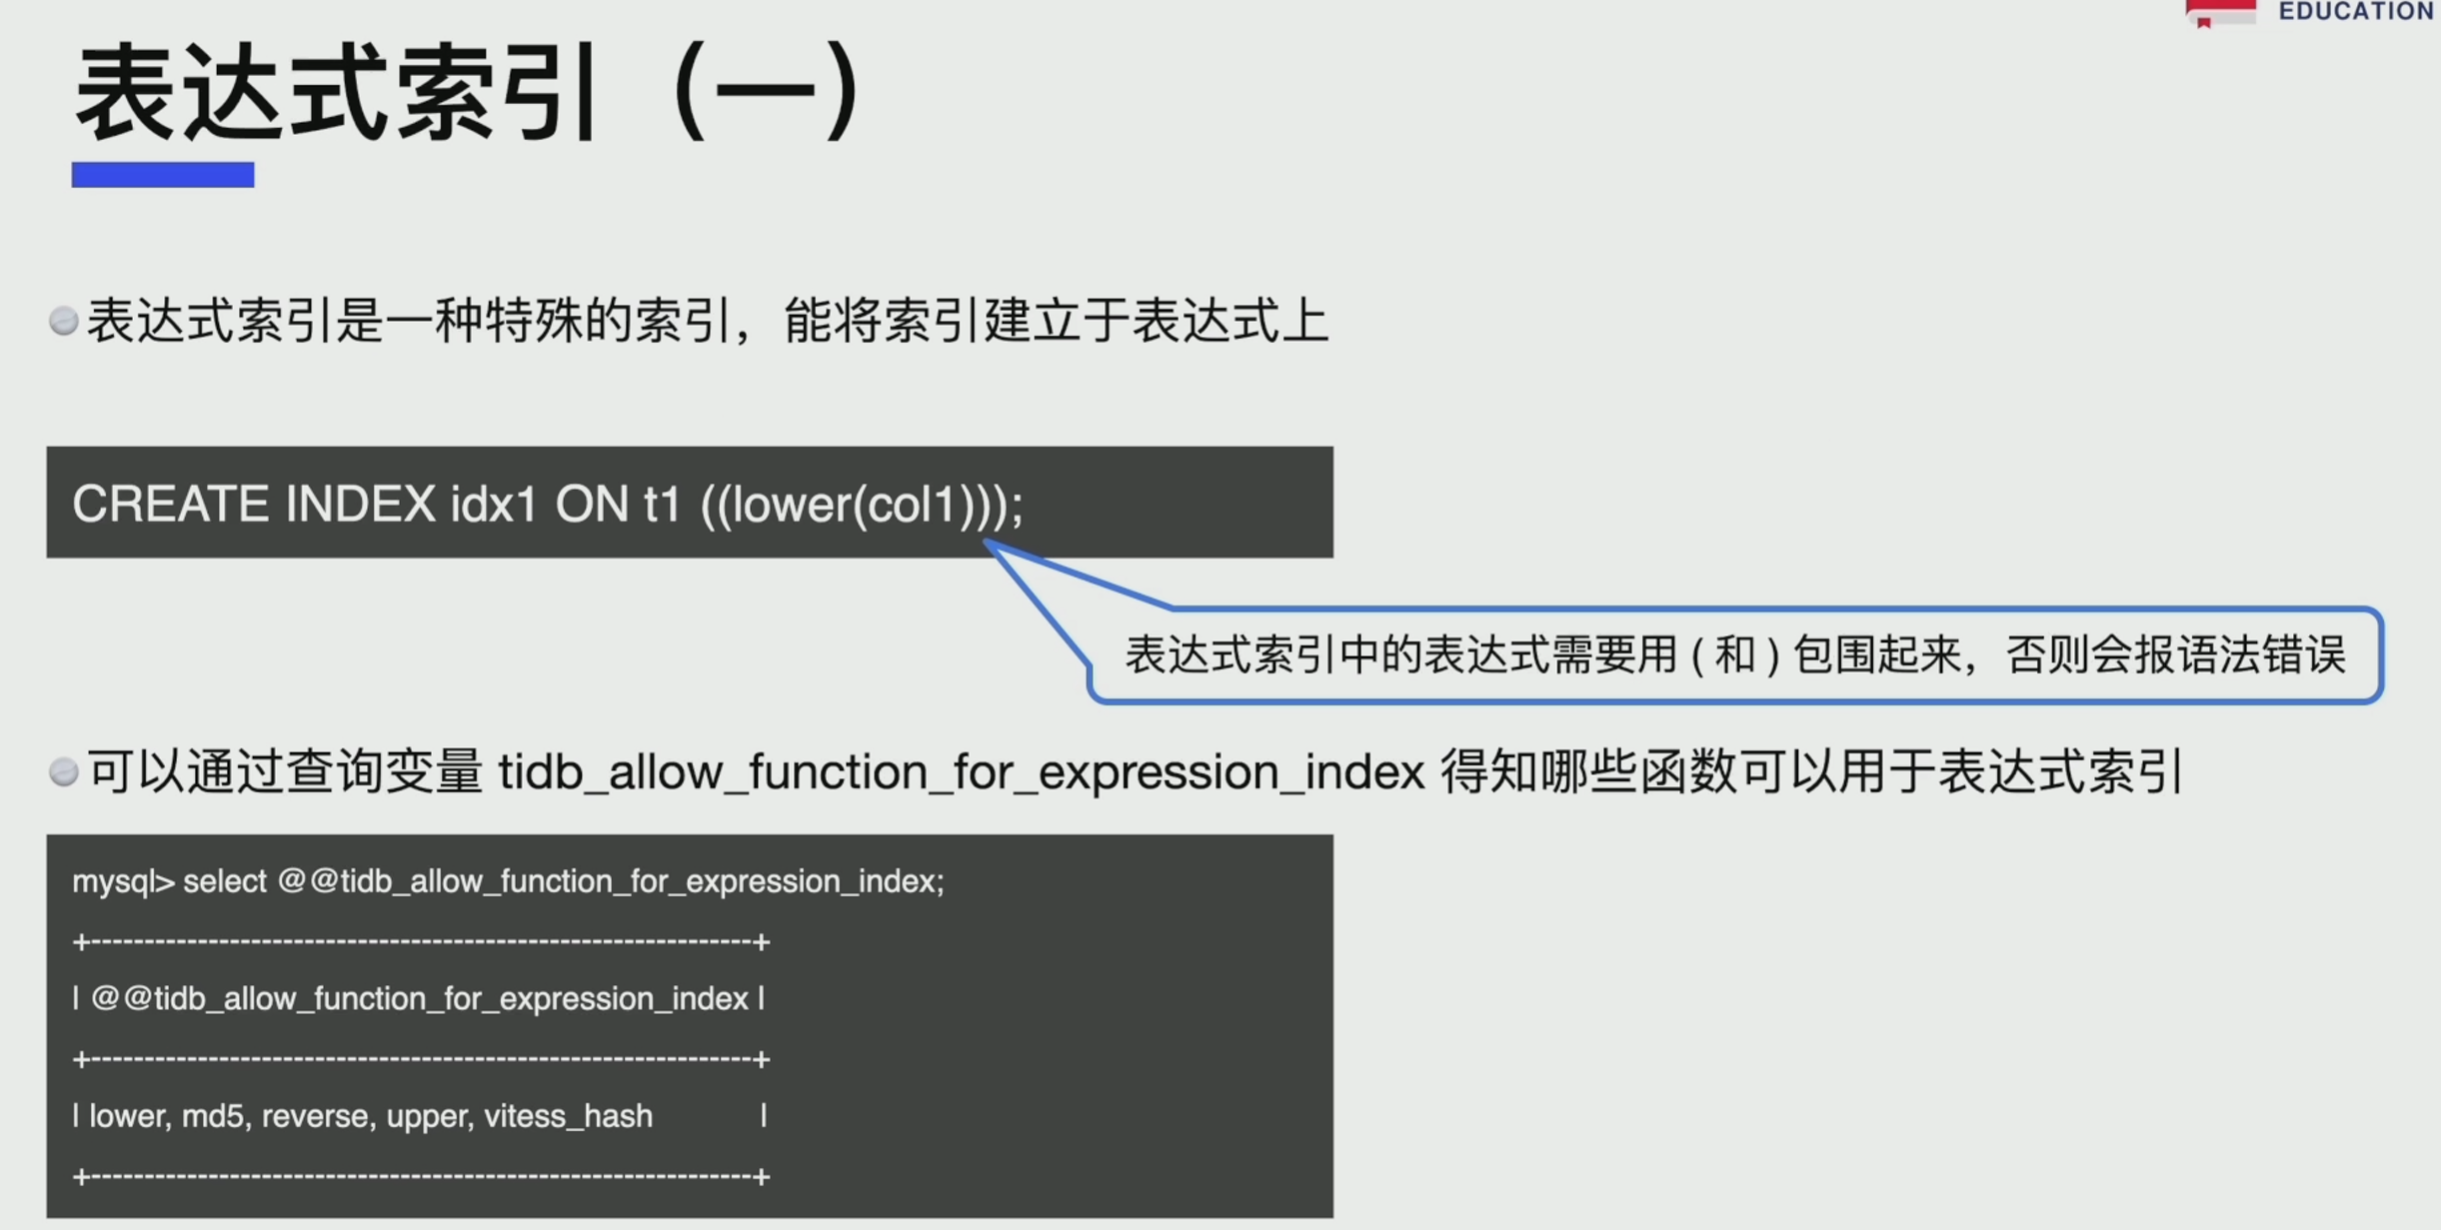 EDUCATION
表达式索引（一）
表达式索引是一种特殊的索引，能将索引建立于表达式上
CREATE INDEX idx1 ON t1 ((lower(col1)));
表达式索引中的表达式需要用 ( 和 ) 包围起来，否则会报语法错误
可以通过查询变量 tidb_allow_function_for_expression_index 得知哪些函数可以用于表达式索引
mysql> select @@tidb_allow_function_for_expression_index;
+--------------------------------------------------------------+
| @@tidb_allow_function_for_expression_index |
+--------------------------------------------------------------+
| lower, md5, reverse, upper, vitess_hash |
+--------------------------------------------------------------+